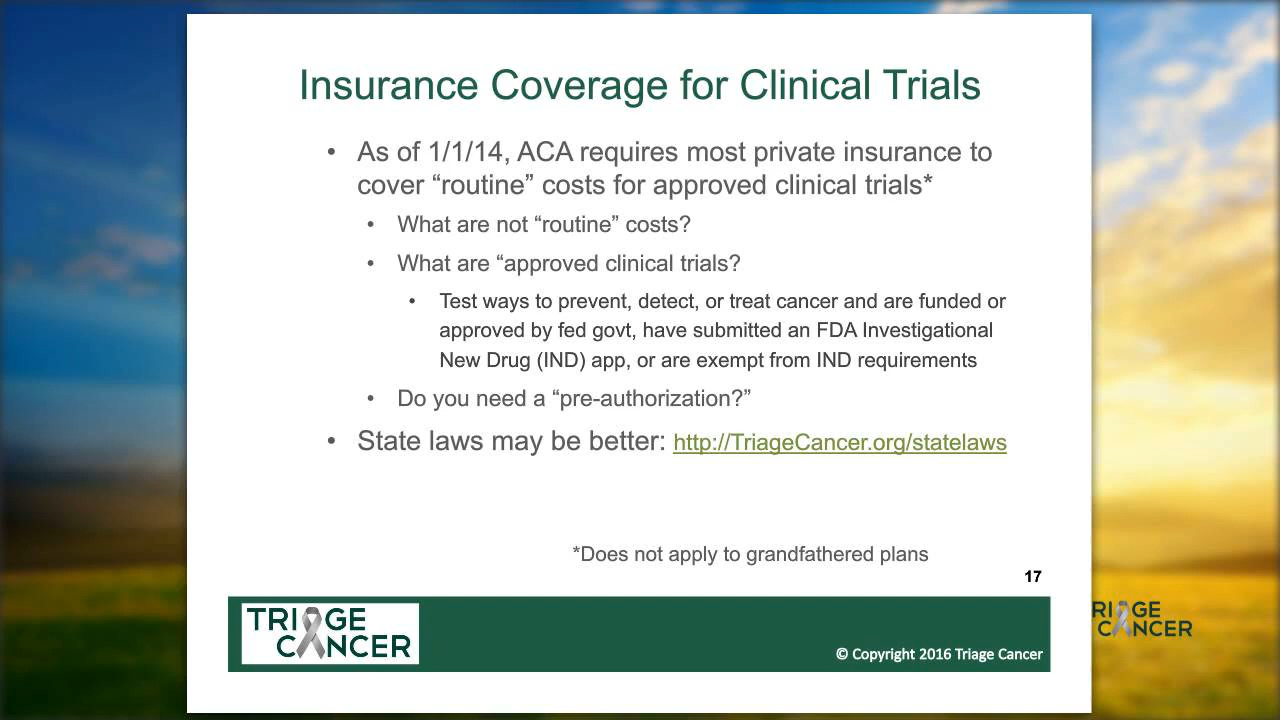 Insurance Coverage for Clinical Trials
• As of 1/1/14, ACA requires most private insurance to
cover “routine” costs for approved clinical trials*
• What are not “routine” costs?
• What are “approved clinical trials?
• Test ways to prevent, detect, or treat cancer and are funded or
approved by fed govt, have submitted an FDA Investigational
New Drug (IND) app, or are exempt from IND requirements
• Do you need a “pre-authorization?”
• State laws may be better: http://TriageCancer.org/statelaws
*Does not apply to grandfathered plans
17
TRIAGE
CANCER
© Copyright 2016 Triage Cancer
RIAGE
CANCER